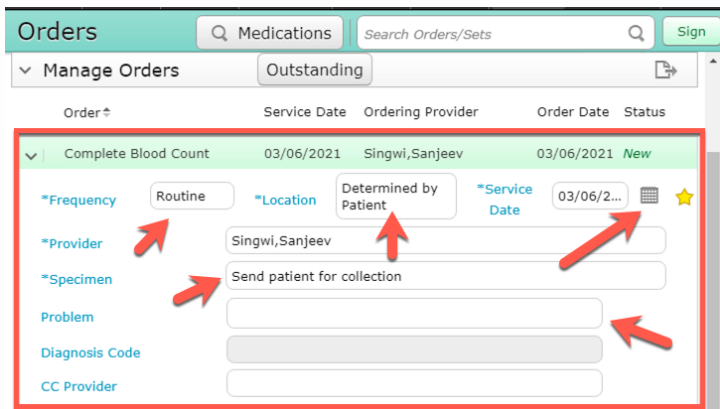 Orders Medications Search Orders/Sets Sign
Manage Orders Outstanding
Order Service Date Ordering Provider Order Date Status
Complete Blood Count 03/06/2021 Singwi,Sanjeev 03/06/2021 New
*Frequency Routine *Location Determined by Patient *Service Date 03/06/2...
*Provider Singwi,Sanjeev
*Specimen Send patient for collection
Problem
Diagnosis Code
CC Provider